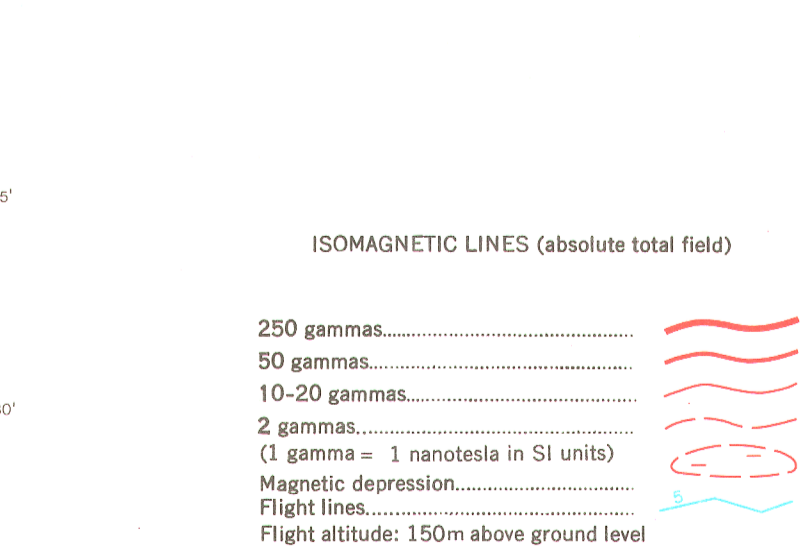 5'
ISOMAGNETIC LINES (absolute total field)
250 gammas
50 gammas
10-20 gammas
2 gammas
(1 gamma = 1 nanotesla in SI units)
Magnetic depression
5
Flight lines
Flight altitude: 150m above ground level
0'